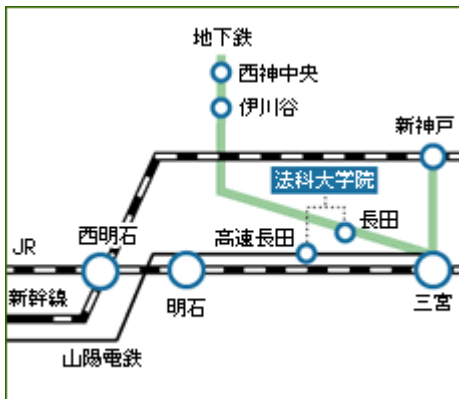 地下鉄
西神中央
伊川谷
新神戸
法科大学院
長田
高速長田
西明石
JR
新幹線
明石
三宮
山陽電鉄